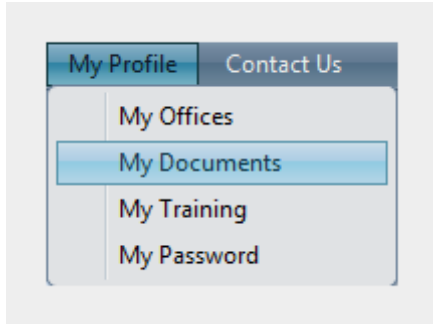 My Profile Contact Us
My Offices
My Documents
My Training
My Password